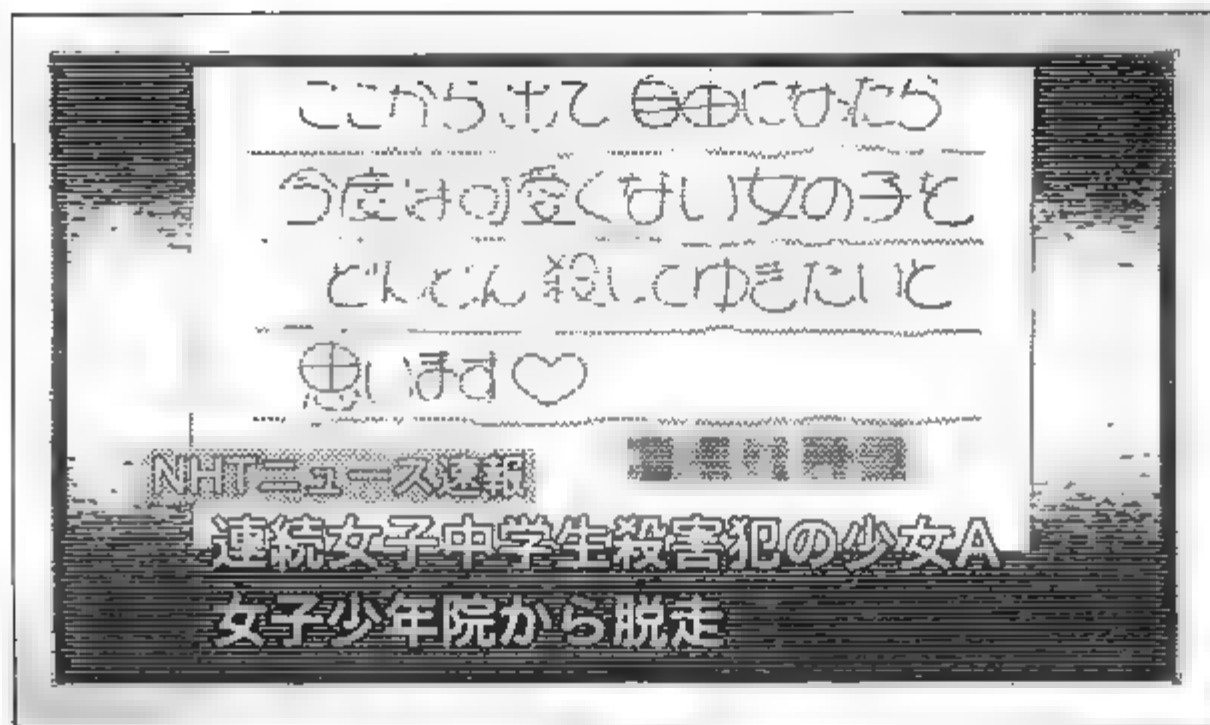 ここから出て自由になったら
今度は可愛くない女の子を
どんどん殺してゆきたいと
思います♡
NHTニュース速報
連続女子中学生殺害犯の少女A
女子少年院から脱走